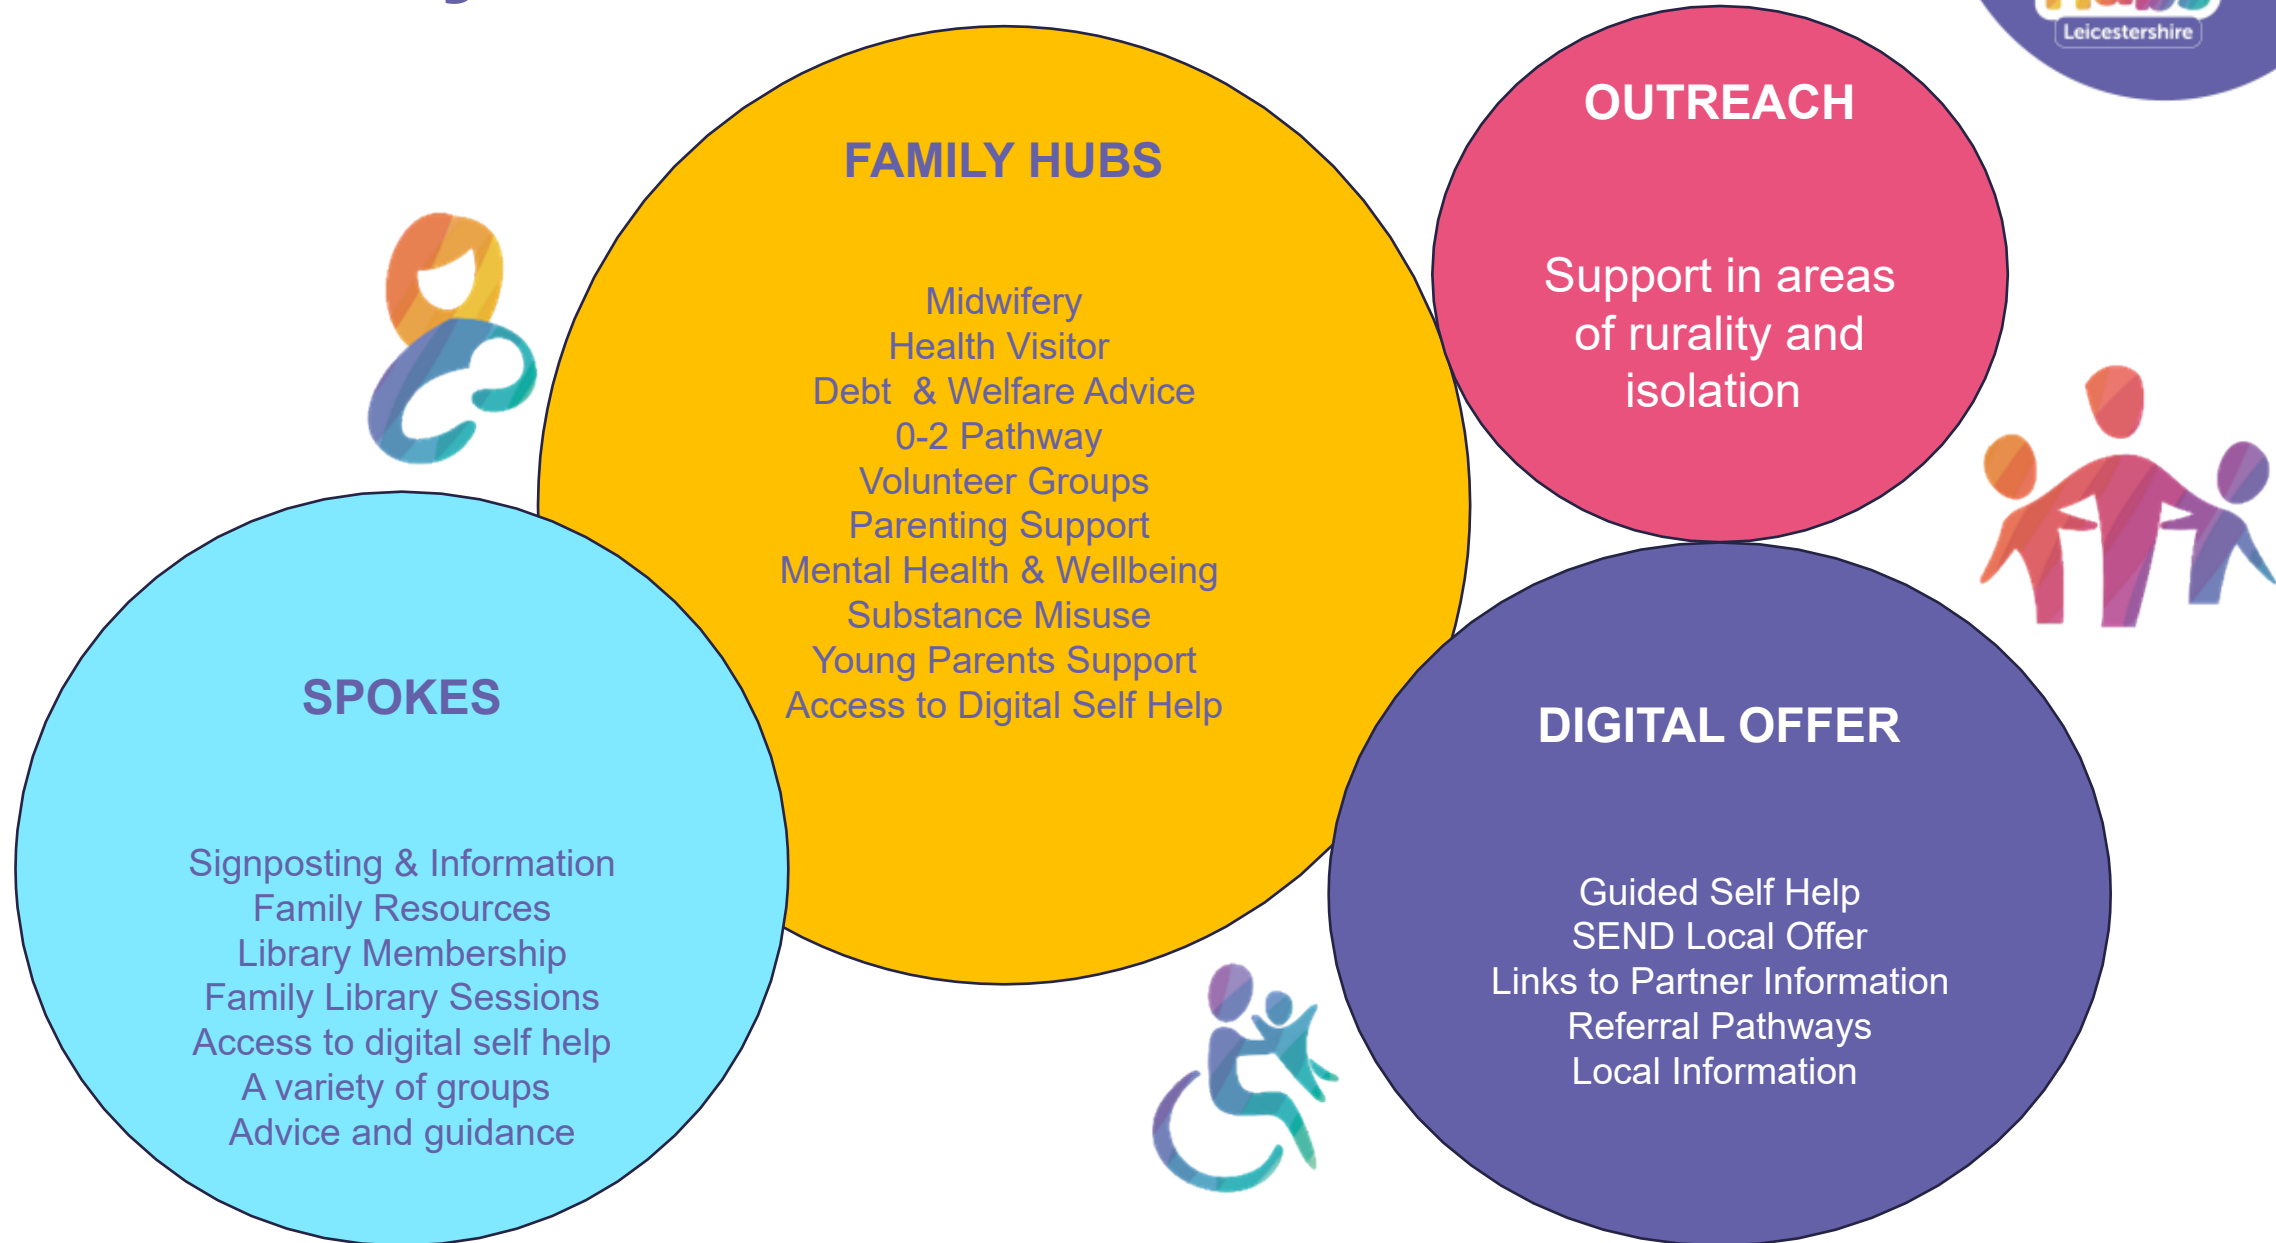 Leicestershire
FAMILY HUBS
Midwifery
Health Visitor
Debt  & Welfare Advice
0-2 Pathway
Volunteer Groups
Parenting Support
Mental Health & Wellbeing
Substance Misuse
Young Parents Support
Access to Digital Self Help
OUTREACH
Support in areas
of rurality and
isolation
SPOKES
Signposting & Information
Family Resources
Library Membership
Family Library Sessions
Access to digital self help
A variety of groups
Advice and guidance
DIGITAL OFFER
Guided Self Help
SEND Local Offer
Links to Partner Information
Referral Pathways
Local Information